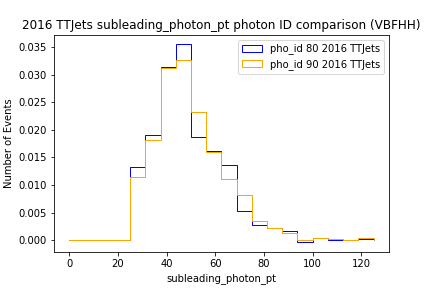 2016 TTJets subleading_photon_pt photon ID comparison (VBFHH)
pho_id 80 2016 TTJets
pho_id 90 2016 TTJets
Number of Events
0.035
0.030
0.025
0.020
0.015
0.010
0.005
0.000
0 20 40 60 80 100 120
subleading_photon_pt